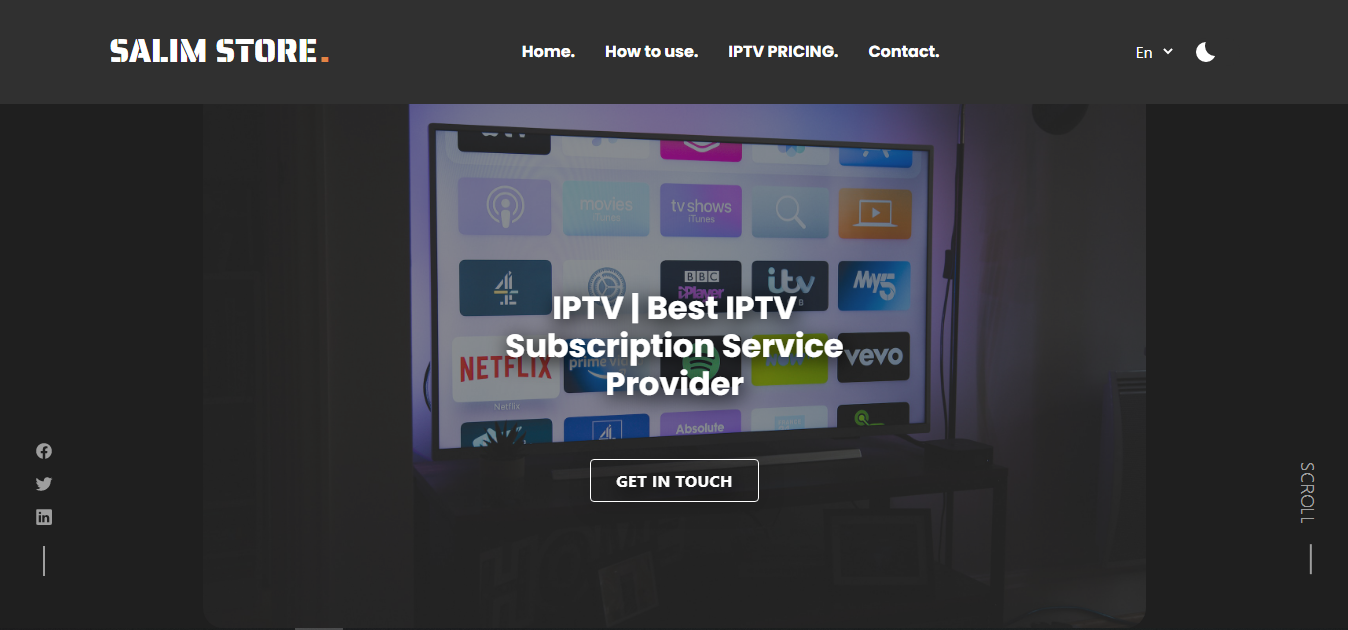 SALIM STORE.
Home. How to use. IPTV PRICING. Contact.
En
movies
iTunes
tv shows
iTunes
BBC
iPlayer
itv
My5
IPTV | Best IPTV
Subscription Service
Provider
NETFLIX
prime video
vevo
Netflix
Absolute
GET IN TOUCH
SCROLL